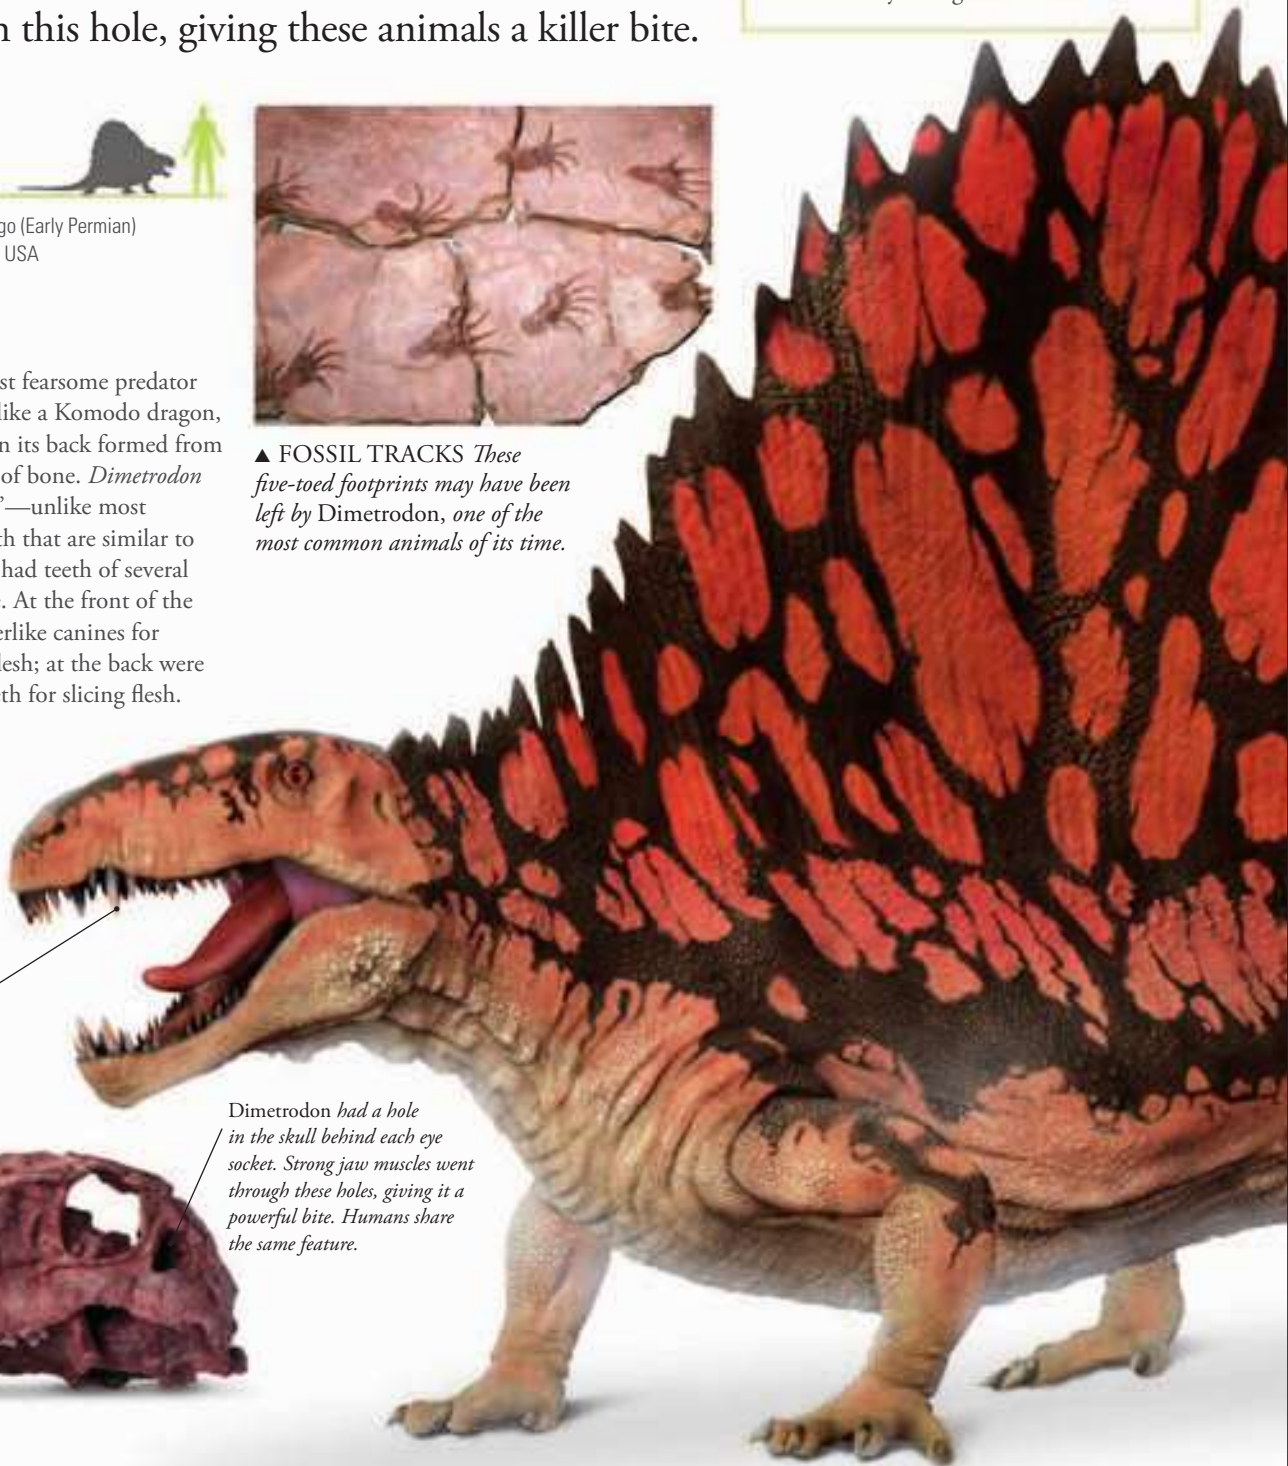 this hole, giving these animals a killer bite.
go (Early Permian)
USA
st fearsome predator
like a Komodo dragon,
n its back formed from
of bone. Dimetrodon
”—unlike most
th that are similar to
had teeth of several
. At the front of the
erlike canines for
lesh; at the back were
th for slicing flesh.
▲ FOSSIL TRACKS These
five-toed footprints may have been
left by Dimetrodon, one of the
most common animals of its time.
Dimetrodon had a hole
in the skull behind each eye
socket. Strong jaw muscles went
through these holes, giving it a
powerful bite. Humans share
the same feature.